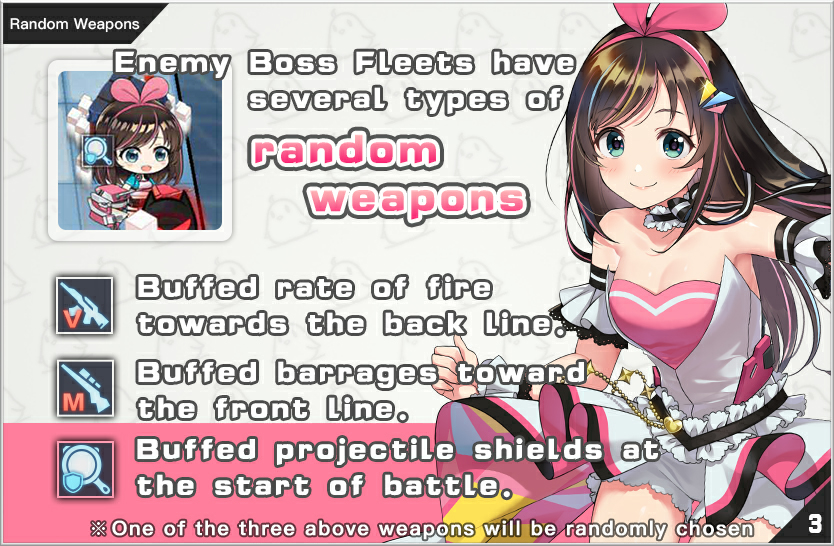 Random Weapons
Enemy Boss Fleets have
several types of
random
weapons
V
Buffed rate of fire
towards the back line.
M
Buffed barrages toward
the front line.
Buffed projectile shields at
the start of battle.
※One of the three above weapons will be randomly chosen
3